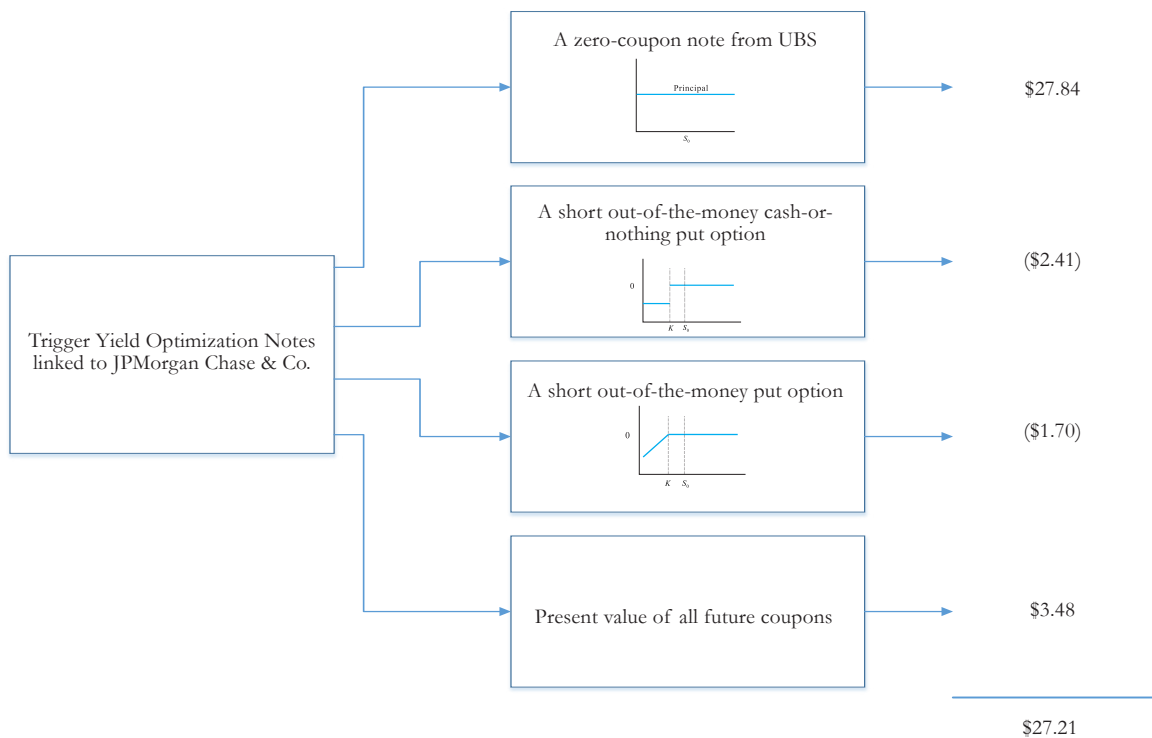 A zero-coupon note from UBS
Principal
S₀
$27.84
A short out-of-the-money cash-or-
nothing put option
0
K S₀
($2.41)
Trigger Yield Optimization Notes
linked to JPMorgan Chase & Co.
A short out-of-the-money put option
0
K S₀
($1.70)
Present value of all future coupons
$3.48
$27.21